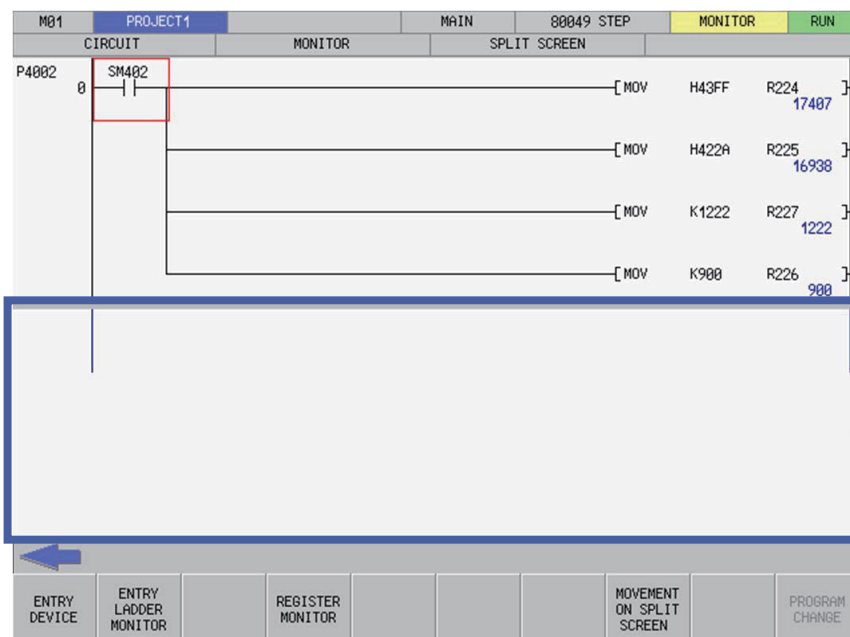 M01 PROJECT1 MAIN 80049 STEP MONITOR RUN
CIRCUIT MONITOR SPLIT SCREEN
P4002 SM402
0 MOV H43FF R224
17407
MOV H422A R225
16938
MOV K1222 R227
1222
MOV K900 R226
900
ENTRY DEVICE
ENTRY LADDER MONITOR
REGISTER MONITOR
MOVEMENT ON SPLIT SCREEN
PROGRAM CHANGE